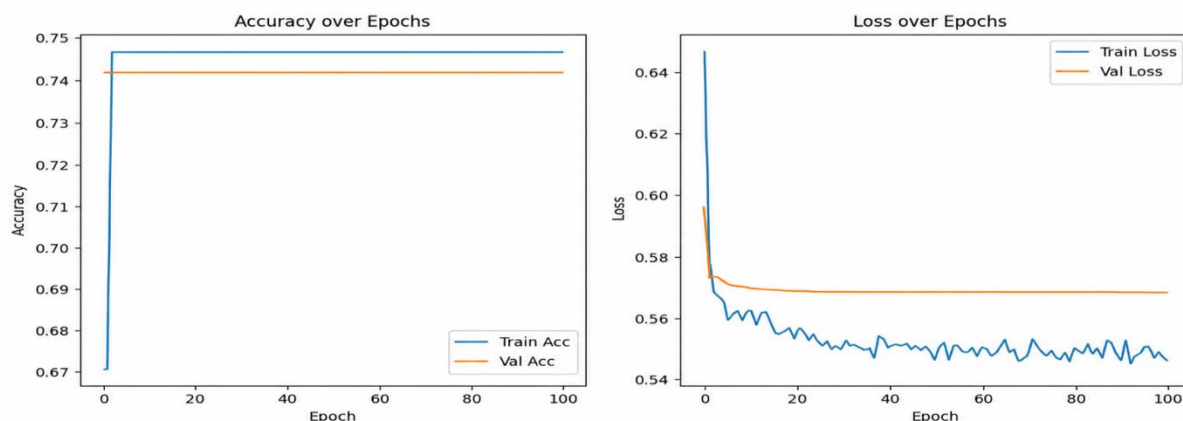 Accuracy over Epochs
0.75
0.74
0.73
0.72
0.71
0.70
0.69
0.68
0.67
Accuracy
Train Acc
Val Acc
0 20 40 60 80 100
Epoch
Loss over Epochs
Train Loss
Val Loss
0.64
0.62
0.60
0.58
0.56
0.54
Loss
0 20 40 60 80 100
Epoch